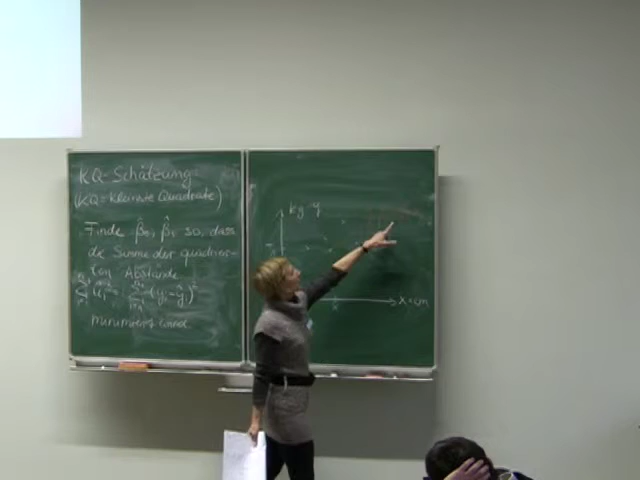 KQ-Schätzung:
(KQ = kleinste Quadrate)
Finde β̂₀, β̂₁ so, dass
die Summe der quadrier-
ten Abstände
minimiert wird
kg = y
x = cm
x̄